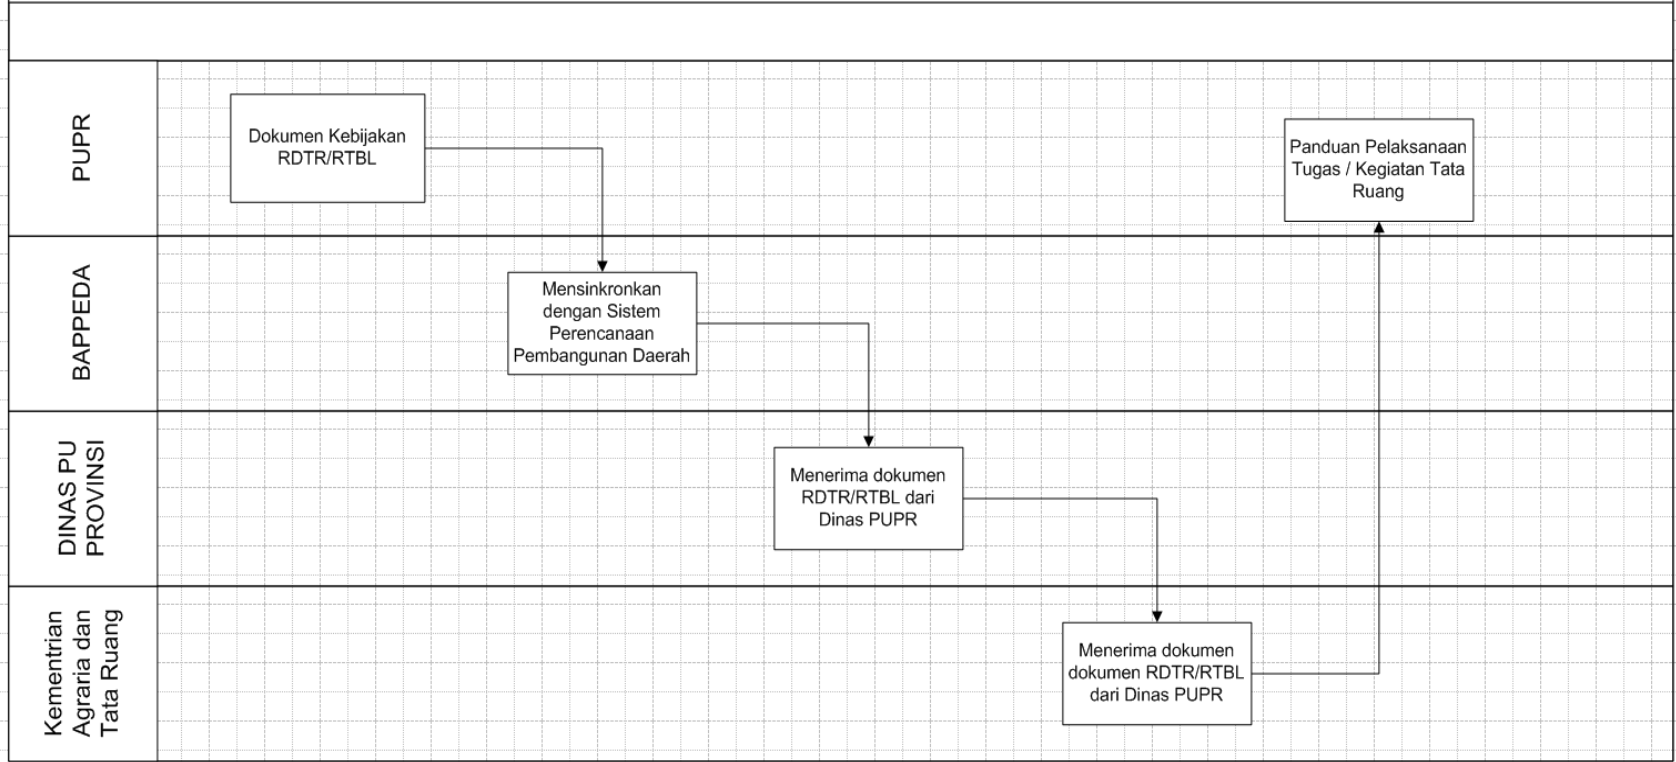 PUPR
Dokumen Kebijakan
RDTR/RTBL
Panduan Pelaksanaan
Tugas / Kegiatan Tata
Ruang
BAPPEDA
Mensinkronkan
dengan Sistem
Perencanaan
Pembangunan Daerah
DINAS PU
PROVINSI
Menerima dokumen
RDTR/RTBL dari
Dinas PUPR
Kementrian
Agraria dan
Tata Ruang
Menerima dokumen
dokumen RDTR/RTBL
dari Dinas PUPR